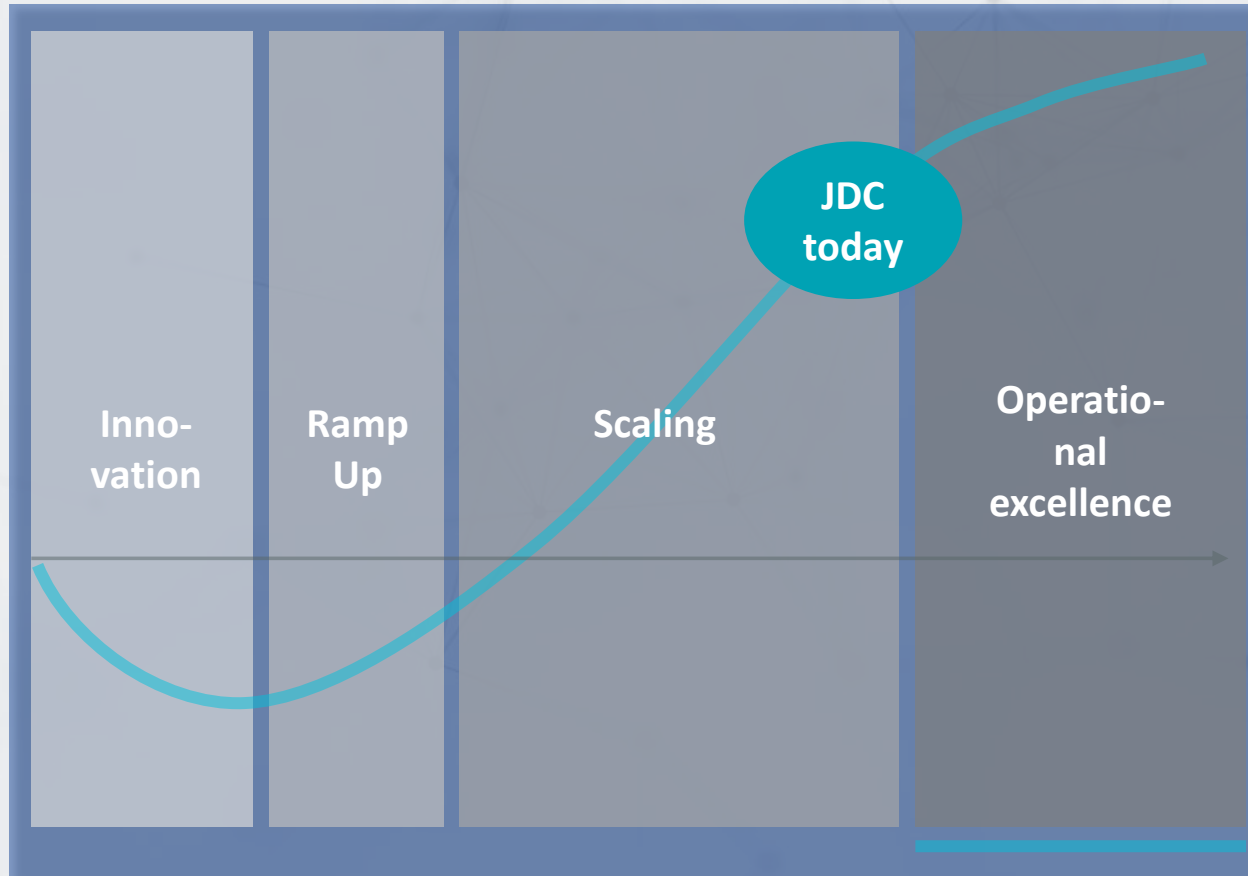 JDC
today
Inno-
vation
Ramp
Up
Scaling
Operatio-
nal
excellence